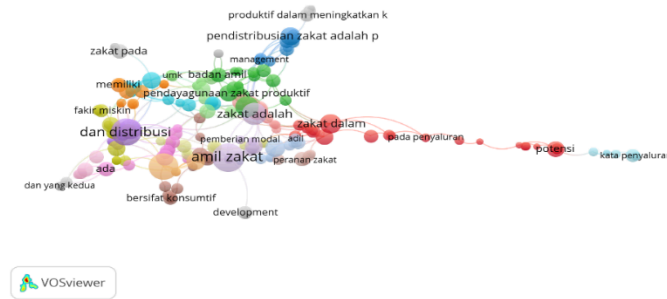 produktif dalam meningkatkan k
pendistribusian zakat adalah p
zakat pada
management
umk
badan amil
memilikl
pendayagunaan zakat produktif
fakir miskin
zakat adalah
zakat dalam
dan distribusi
pemberian modal
adil
pada penyaluran
potensi
kata penyaluran
amil zakat
peranan zakat
ada
dan yang kedua
bersifat konsumtif
development
VOSviewer